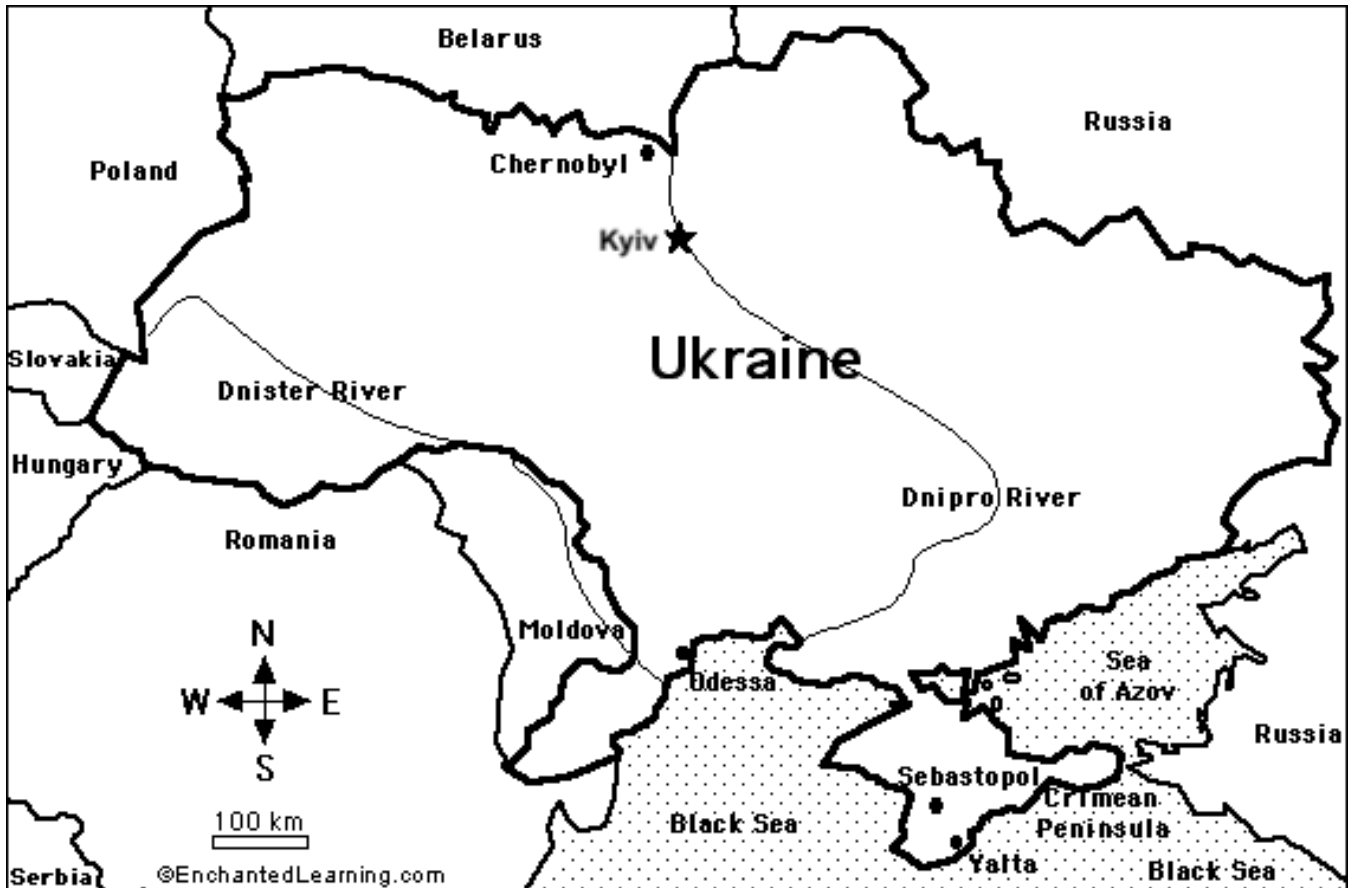 Belarus
Russia
Chernobyl
Poland
Kyiv
Ukraine
Slovakia
Dnister River
Hungary
Dnipro River
Romania
Moldova
N
W E
S
Odessa
Sea
of Azov
Russia
Sebastopol
Crimean
Peninsula
100 km
Black Sea
Yalta
Black Sea
Serbia
©EnchantedLearning.com